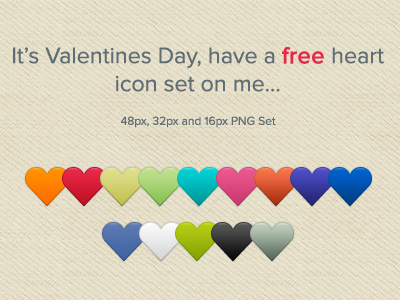 It's Valentines Day, have a free heart
icon set on me...
48px, 32px and 16px PNG Set